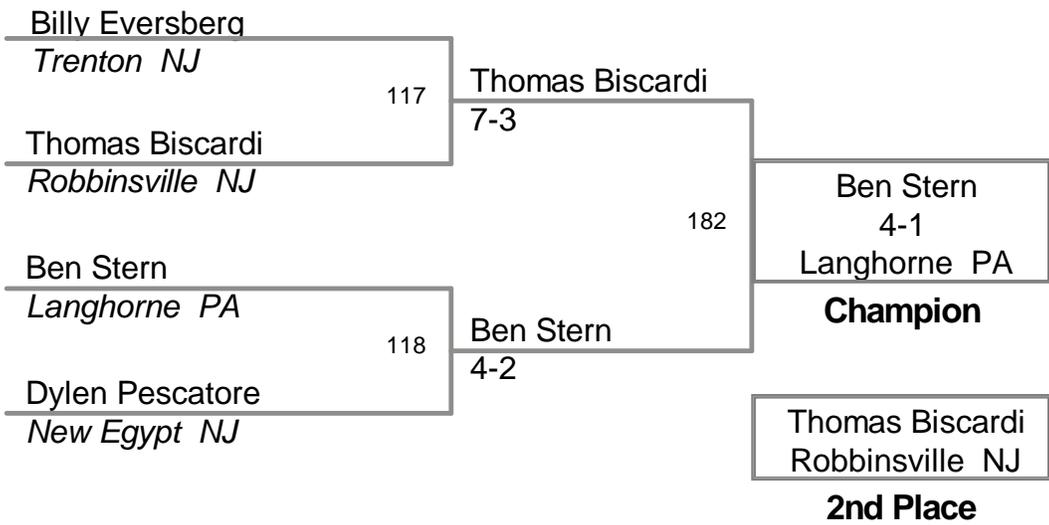 Billy Eversberg
Trenton NJ
117
Thomas Biscardi
7-3
Thomas Biscardi
Robbinsville NJ
182
Ben Stern
4-1
Langhorne PA
Champion
Ben Stern
Langhorne PA
118
Ben Stern
4-2
Dylen Pescatore
New Egypt NJ
Thomas Biscardi
Robbinsville NJ
2nd Place